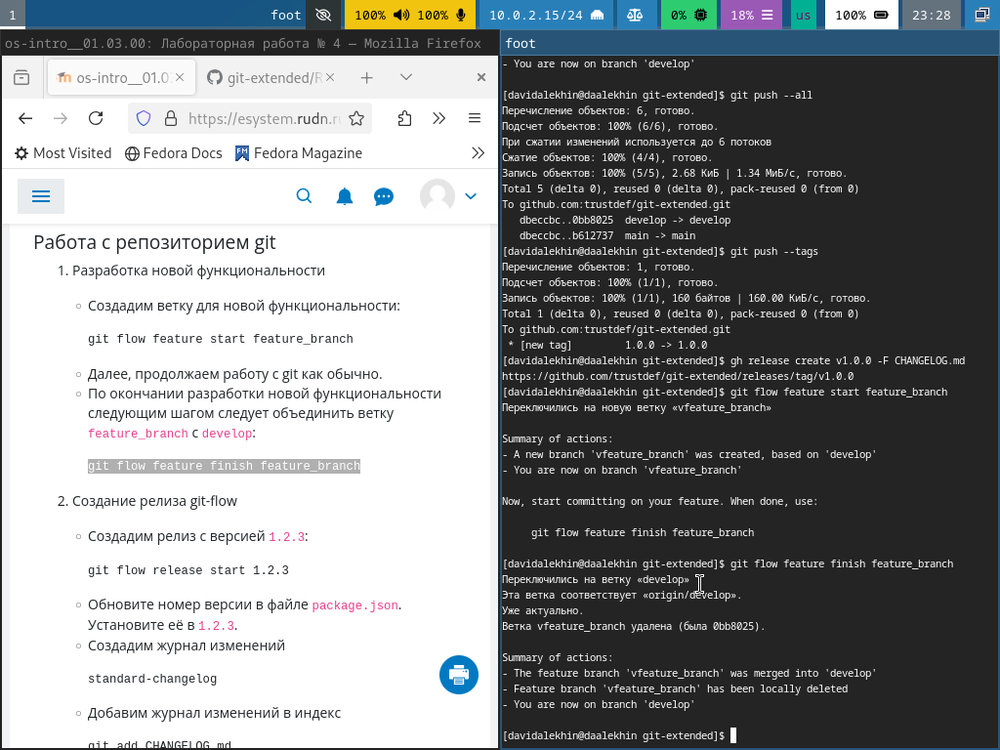 1
foot
100%
100%
10.0.2.15/24
0%
18%
us
100%
23:28
os-intro__01.03.00: Лабораторная работа № 4 — Mozilla Firefox
os-intro__01.0
git-extended/R
https://esystem.rudn.r
Most Visited
Fedora Docs
Fedora Magazine
Работа с репозиторием git
1. Разработка новой функциональности
Создадим ветку для новой функциональности:
git flow feature start feature_branch
Далее, продолжаем работу c git как обычно.
По окончании разработки новой функциональности
следующим шагом следует объединить ветку
feature_branch c develop:
git flow feature finish feature_branch
2. Создание релиза git-flow
Создадим релиз с версией 1.2.3:
git flow release start 1.2.3
Обновите номер версии в файле package.json.
Установите её в 1.2.3.
Создадим журнал изменений
standard-changelog
Добавим журнал изменений в индекс
git add CHANGELOG.md
foot
- You are now on branch 'develop'
[davidalekhin@daalekhin git-extended]$ git push --all
Перечисление объектов: 6, готово.
Подсчет объектов: 100% (6/6), готово.
При сжатии изменений используется до 6 потоков
Сжатие объектов: 100% (4/4), готово.
Запись объектов: 100% (5/5), 2.68 КиБ | 1.34 МиБ/с, готово.
Total 5 (delta 0), reused 0 (delta 0), pack-reused 0 (from 0)
To github.com:trustdef/git-extended.git
dbeccbc..0bb8025  develop -> develop
dbeccbc..b612737  main -> main
[davidalekhin@daalekhin git-extended]$ git push --tags
Перечисление объектов: 1, готово.
Подсчет объектов: 100% (1/1), готово.
Запись объектов: 100% (1/1), 160 байтов | 160.00 КиБ/с, готово.
Total 1 (delta 0), reused 0 (delta 0), pack-reused 0 (from 0)
To github.com:trustdef/git-extended.git
* [new tag]         1.0.0 -> 1.0.0
[davidalekhin@daalekhin git-extended]$ gh release create v1.0.0 -F CHANGELOG.md
https://github.com/trustdef/git-extended/releases/tag/v1.0.0
[davidalekhin@daalekhin git-extended]$ git flow feature start feature_branch
Переключились на новую ветку «vfeature_branch»
Summary of actions:
- A new branch 'vfeature_branch' was created, based on 'develop'
- You are now on branch 'vfeature_branch'
Now, start committing on your feature. When done, use:
git flow feature finish feature_branch
[davidalekhin@daalekhin git-extended]$ git flow feature finish feature_branch
Переключились на ветку «develop»
Эта ветка соответствует «origin/develop».
Уже актуально.
Ветка vfeature_branch удалена (была 0bb8025).
Summary of actions:
- The feature branch 'vfeature_branch' was merged into 'develop'
- Feature branch 'vfeature_branch' has been locally deleted
- You are now on branch 'develop'
[davidalekhin@daalekhin git-extended]$